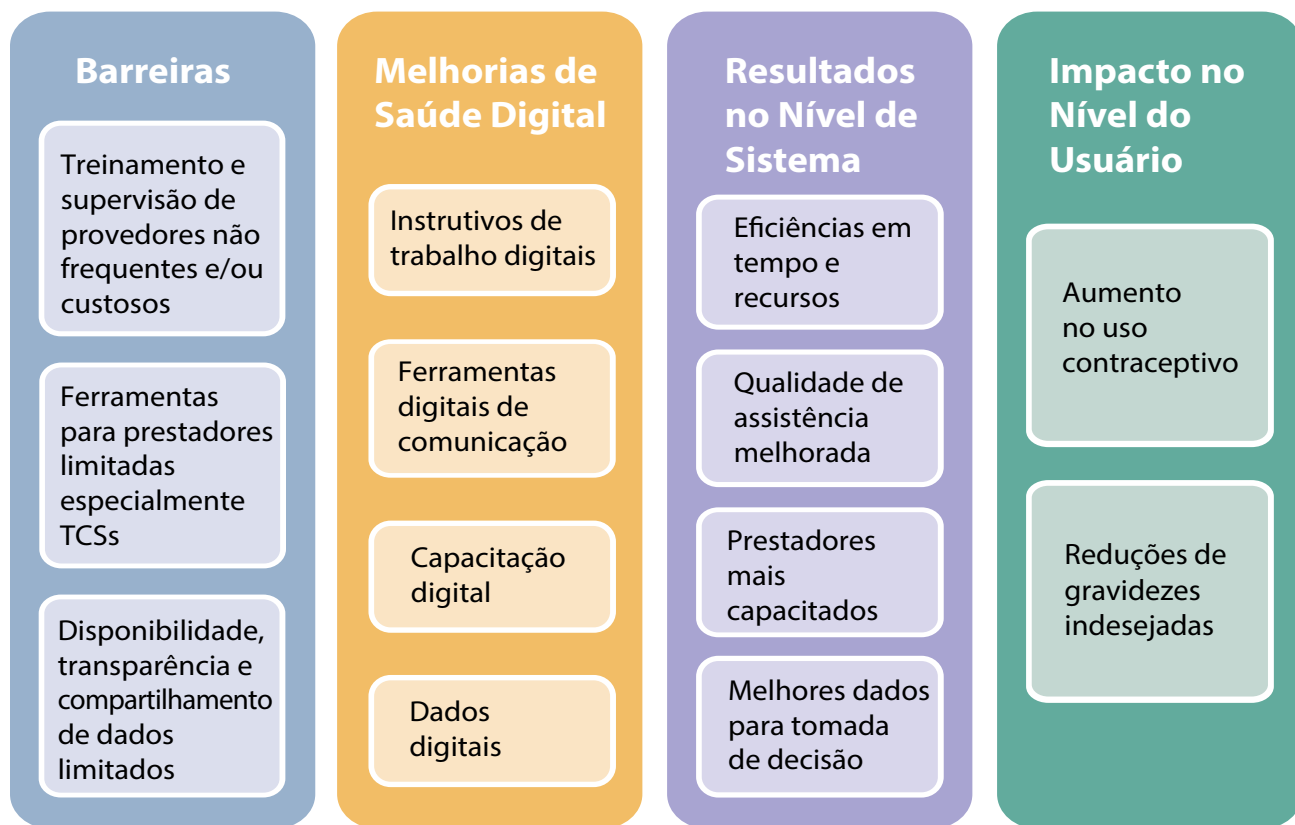 Barreiras
Treinamento e
supervisão de
provedores não
frequentes e/ou
custosos
Ferramentas
para prestadores
limitadas
especialmente
TCSs
Disponibilidade,
transparência e
compartilhamento
de dados
limitados
Melhorias de
Saúde Digital
Instrutivos de
trabalho digitais
Ferramentas
digitais de
comunicação
Capacitação
digital
Dados
digitais
Resultados
no Nível de
Sistema
Eficiências em
tempo e
recursos
Qualidade de
assistência
melhorada
Prestadores
mais
capacitados
Melhores dados
para tomada
de decisão
Impacto no
Nível do
Usuário
Aumento
no uso
contraceptivo
Reduções de
gravidezes
indesejadas